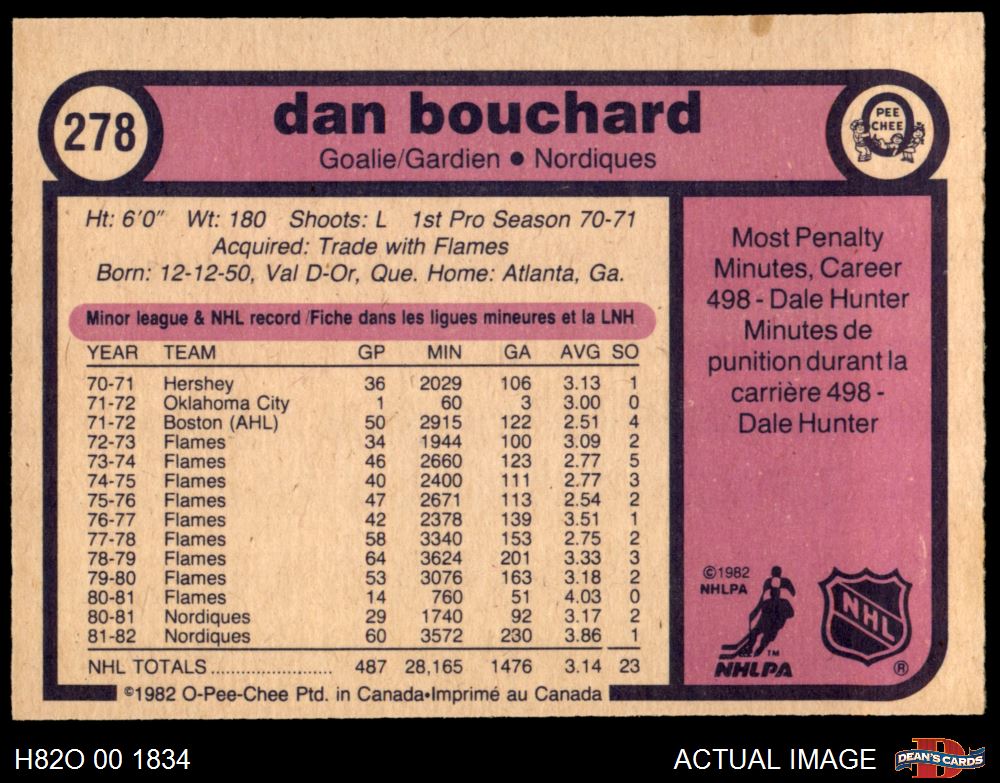 278
dan bouchard
Goalie/Gardien ● Nordiques
PEE
CHEE
Ht: 6'0" Wt: 180 Shoots: L 1st Pro Season 70-71
Acquired: Trade with Flames
Born: 12-12-50, Val D-Or, Que. Home: Atlanta, Ga.
Minor league & NHL record /Fiche dans les ligues mineures et la LNH
YEAR TEAM GP MIN GA AVG SO
70-71 Hershey 36 2029 106 3.13 1
71-72 Oklahoma City 1 60 3 3.00 0
71-72 Boston (AHL) 50 2915 122 2.51 4
72-73 Flames 34 1944 100 3.09 2
73-74 Flames 46 2660 123 2.77 5
74-75 Flames 40 2400 111 2.77 3
75-76 Flames 47 2671 113 2.54 2
76-77 Flames 42 2378 139 3.51 1
77-78 Flames 58 3340 153 2.75 2
78-79 Flames 64 3624 201 3.33 3
79-80 Flames 53 3076 163 3.18 2
80-81 Flames 14 760 51 4.03 0
80-81 Nordiques 29 1740 92 3.17 2
81-82 Nordiques 60 3572 230 3.86 1
NHL TOTALS ........................ 487 28,165 1476 3.14 23
©1982 O-Pee-Chee Ptd. in Canada•Imprimé au Canada
Most Penalty
Minutes, Career
498 - Dale Hunter
Minutes de
punition durant la
carrière 498 -
Dale Hunter
©1982
NHLPA
TM
NHLPA
NHL
®
H82O 00 1834
ACTUAL IMAGE
D
DEAN'S CARDS